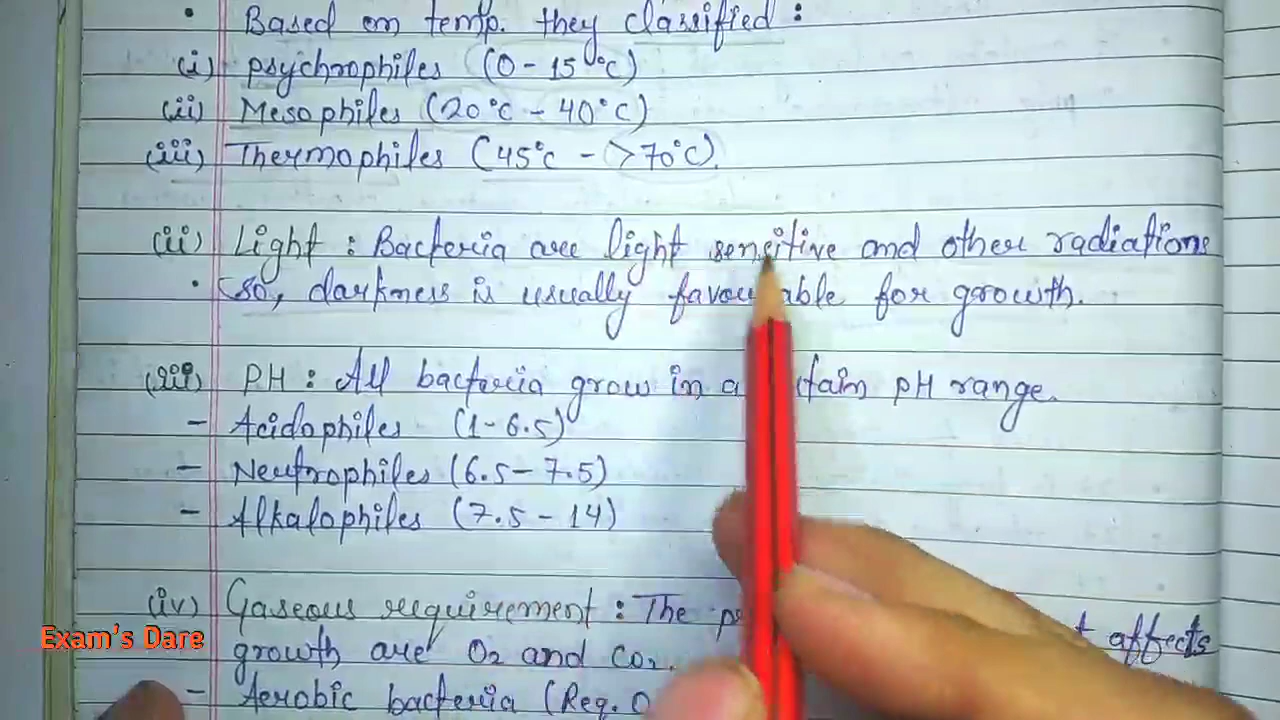 • Based on temp. they classified :
(i) psychrophiles (0 - 15°c)
(ii) Mesophiles (20°c - 40°c)
(iii) Thermophiles (45°c - >70°c).
(ii) Light : Bacteria are light sensitive and other radiations
• so, darkness is usually favourable for growth.
(iii) PH : All bacteria grow in a pH range.
- Acidophiles (1-6.5)
- Neutrophiles (6.5-7.5)
- Alkalophiles (7.5-14)
(iv) Gaseous requirement : The affects
growth are O2 and CO2.
- Aerobic bacteria (Req.
Exam's Dare